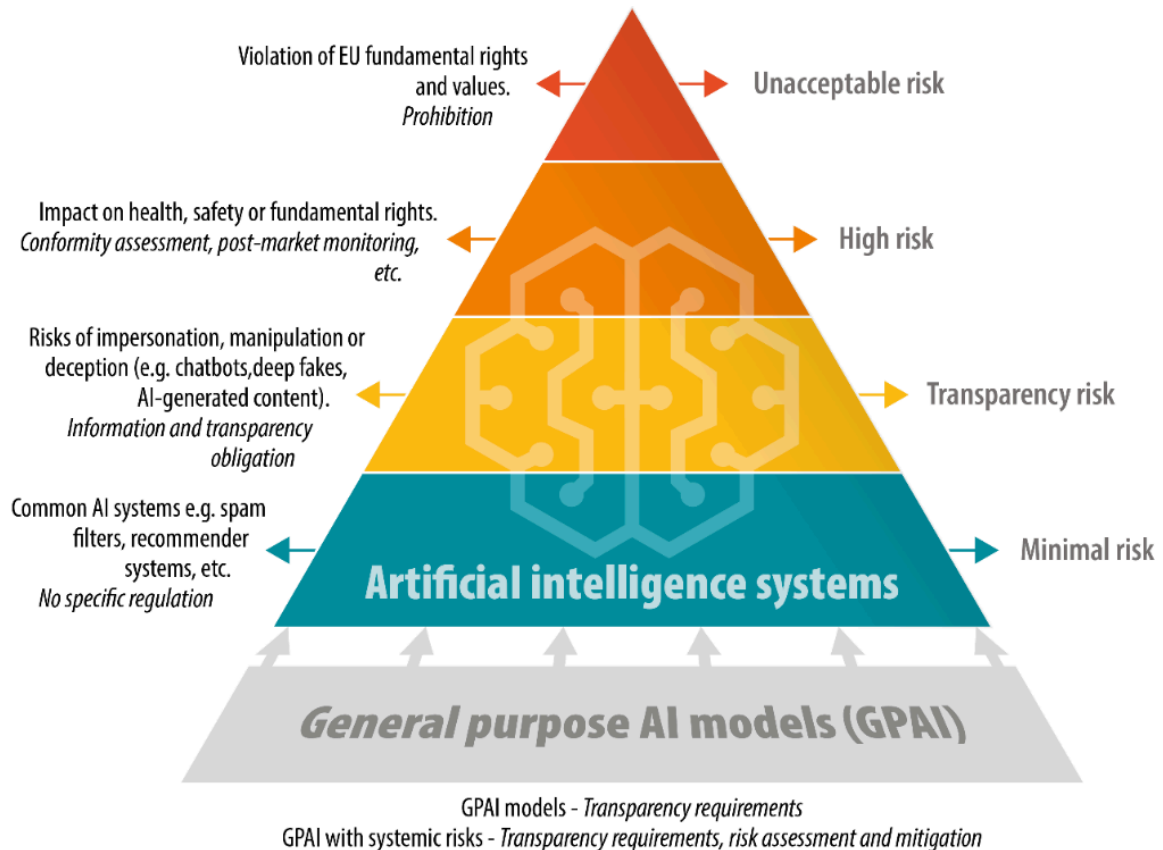 Violation of EU fundamental rights
and values.
Prohibition
Unacceptable risk
Impact on health, safety or fundamental rights.
Conformity assessment, post-market monitoring,
etc.
High risk
Risks of impersonation, manipulation or
deception (e.g. chatbots,deep fakes,
AI-generated content).
Information and transparency
obligation
Transparency risk
Common AI systems e.g. spam
filters, recommender
systems, etc.
No specific regulation
Minimal risk
Artificial intelligence systems
General purpose AI models (GPAI)
GPAI models - Transparency requirements
GPAI with systemic risks - Transparency requirements, risk assessment and mitigation